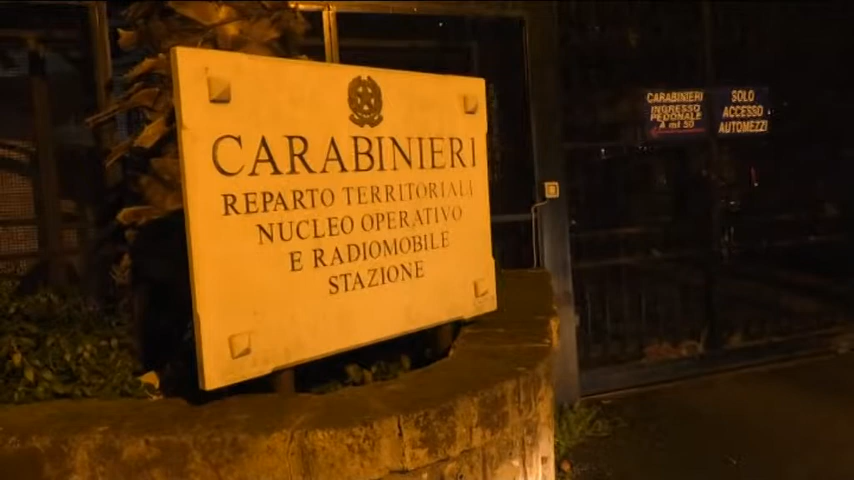 CARABINIERI
REPARTO TERRITORIALE
NUCLEO OPERATIVO
E RADIOMOBILE
STAZIONE
CARABINIERI
INGRESSO
PEDONALE
A mt 50
SOLO
ACCESSO
AUTOMEZZI